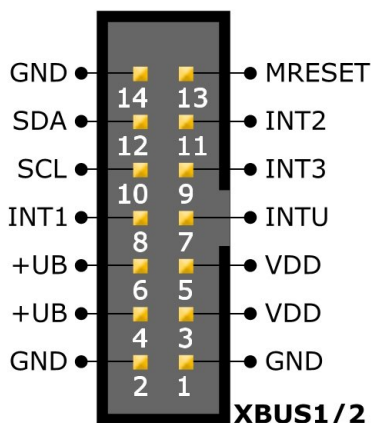 GND MRESET
14 13
SDA INT2
12 11
SCL INT3
10 9
INT1 INTU
8 7
+UB VDD
6 5
+UB VDD
4 3
GND GND
2 1
XBUS1/2